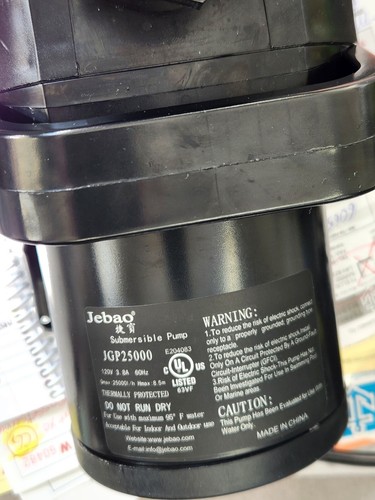 Jebao®
捷宝
Submersible Pump
JGP25000
E204083
120V 3.8A 60Hz
Qmax:25000L/h Hmax:8.5m
c UL US
LISTED
83VF
THERMALLY PROTECTED
DO NOT RUN DRY
For Use with maximum 95° F water
Acceptable For Indoor And Outdoor use
Website:www.jebao.com
E-mail:info@jebao.com
WARNING:
1.To reduce the risk of electric shock, connect
only to a properly grounded, grounding type
receptacle.
2.To reduce the risk of electric shock, Install
Only On A Circuit Protected By A Ground Fault
Circuit-Interrupter (GFCI)
3.Risk of Electric Shock-This Pump Has Not
Been Investigated For Use In Swimming Pool
Or Marine areas.
CAUTION:
This Pump Has Been Evaluated for Use With
Water Only.
MADE IN CHINA